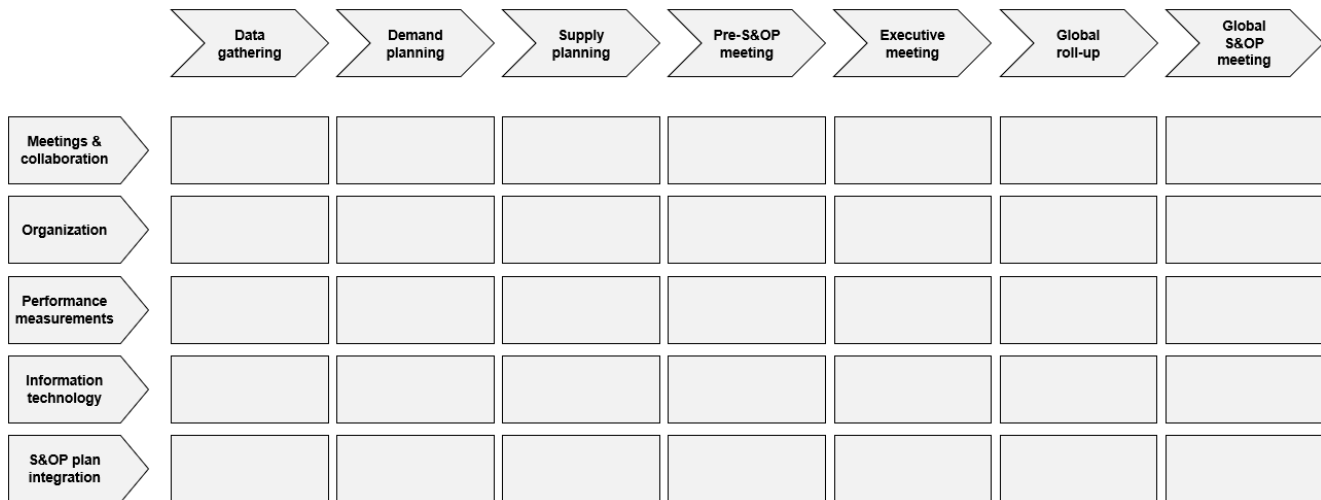 Data
gathering
Demand
planning
Supply
planning
Pre-S&OP
meeting
Executive
meeting
Global
roll-up
Global
S&OP
meeting
Meetings &
collaboration
Organization
Performance
measurements
Information
technology
S&OP plan
integration